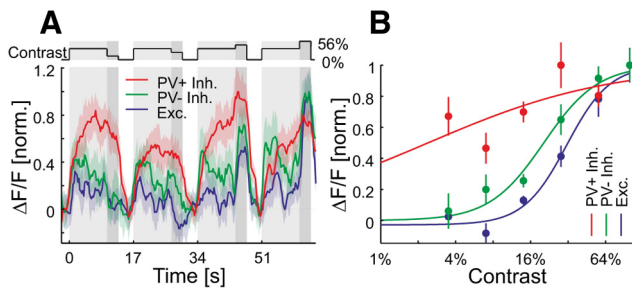 A
Contrast
56%
0%
PV+ Inh.
PV- Inh.
Exc.
ΔF/F [norm.]
1.2
0.8
0.4
0
0
17
34
51
Time [s]
B
ΔF/F [norm.]
1
0.8
0.6
0.4
0.2
0
PV+ Inh.
PV- Inh.
Exc.
1%
4%
16%
64%
Contrast